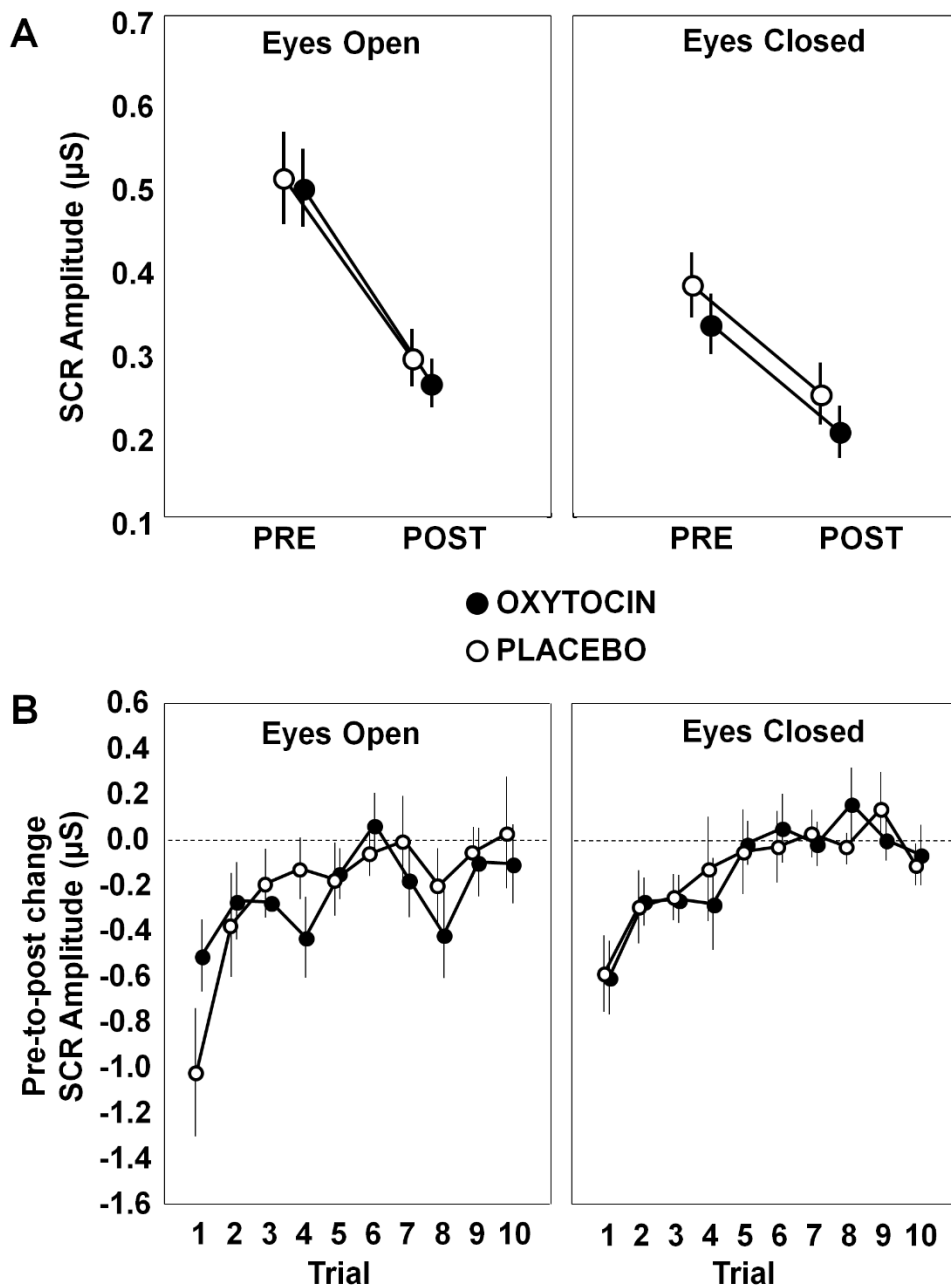 A
Eyes Open
Eyes Closed
SCR Amplitude (µS)
0.7
0.6
0.5
0.4
0.3
0.2
0.1
PRE POST
PRE POST
OXYTOCIN
PLACEBO
B
Eyes Open
Eyes Closed
Pre-to-post change
SCR Amplitude (µS)
0.6
0.4
0.2
0.0
-0.2
-0.4
-0.6
-0.8
-1.0
-1.2
-1.4
-1.6
1 2 3 4 5 6 7 8 9 10
1 2 3 4 5 6 7 8 9 10
Trial
Trial